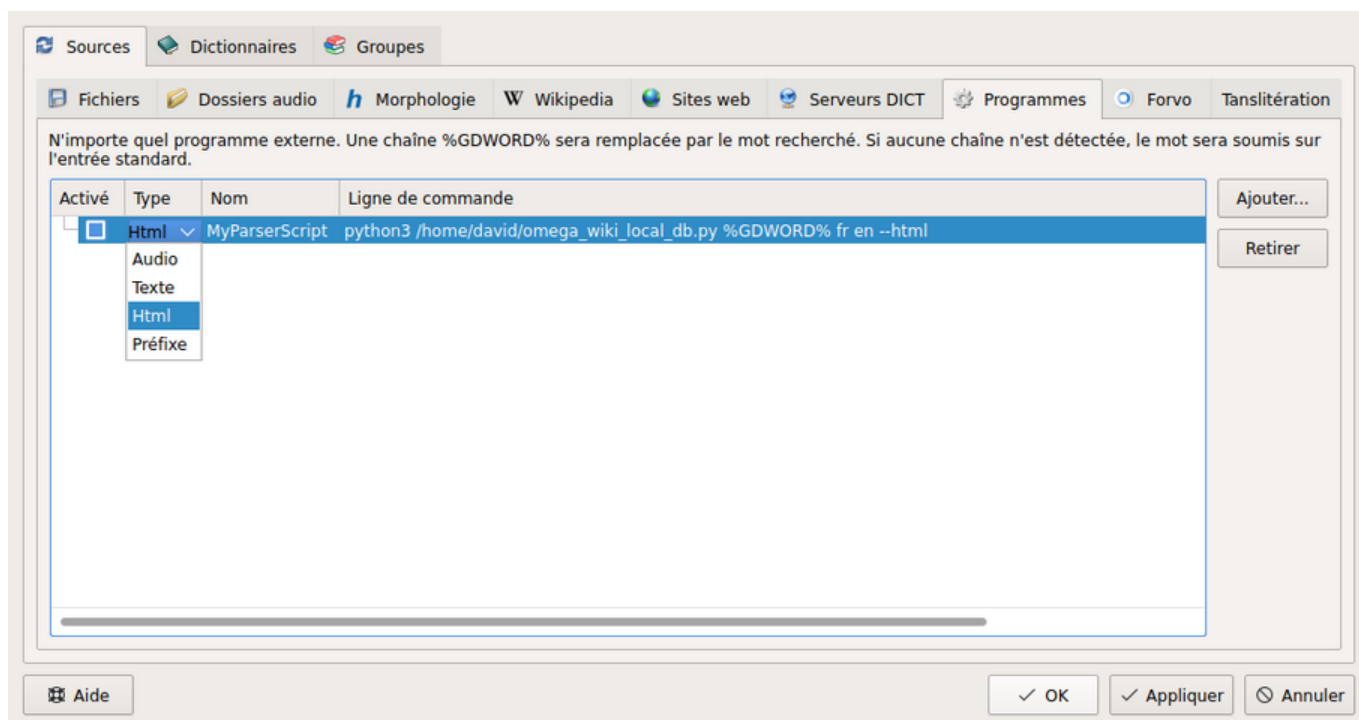 Sources Dictionnaires Groupes
Fichiers Dossiers audio h Morphologie W Wikipedia Sites web Serveurs DICT Programmes Forvo Tanslitération
N'importe quel programme externe. Une chaîne %GDWORD% sera remplacée par le mot recherché. Si aucune chaîne n'est détectée, le mot sera soumis sur
l'entrée standard.
Activé Type Nom Ligne de commande Ajouter...
Html MyParserScript python3 /home/david/omega_wiki_local_db.py %GDWORD% fr en --html
Retirer
Audio
Texte
Html
Préfixe
Aide OK Appliquer Annuler